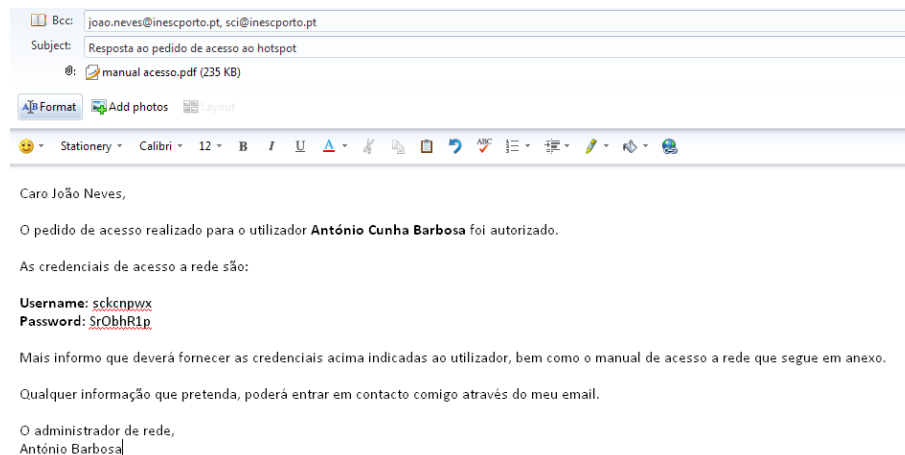 Bcc: joao.neves@inescporto.pt, sci@inescporto.pt
Subject: Resposta ao pedido de acesso ao hotspot
manual acesso.pdf (235 KB)
Format Add photos Layout
Stationery Calibri 12 B I U A ABC
Caro João Neves,
O pedido de acesso realizado para o utilizador António Cunha Barbosa foi autorizado.
As credenciais de acesso a rede são:
Username: sckcnpwx
Password: SrObhR1p
Mais informo que deverá fornecer as credenciais acima indicadas ao utilizador, bem como o manual de acesso a rede que segue em anexo.
Qualquer informação que pretenda, poderá entrar em contacto comigo através do meu email.
O administrador de rede,
António Barbosa